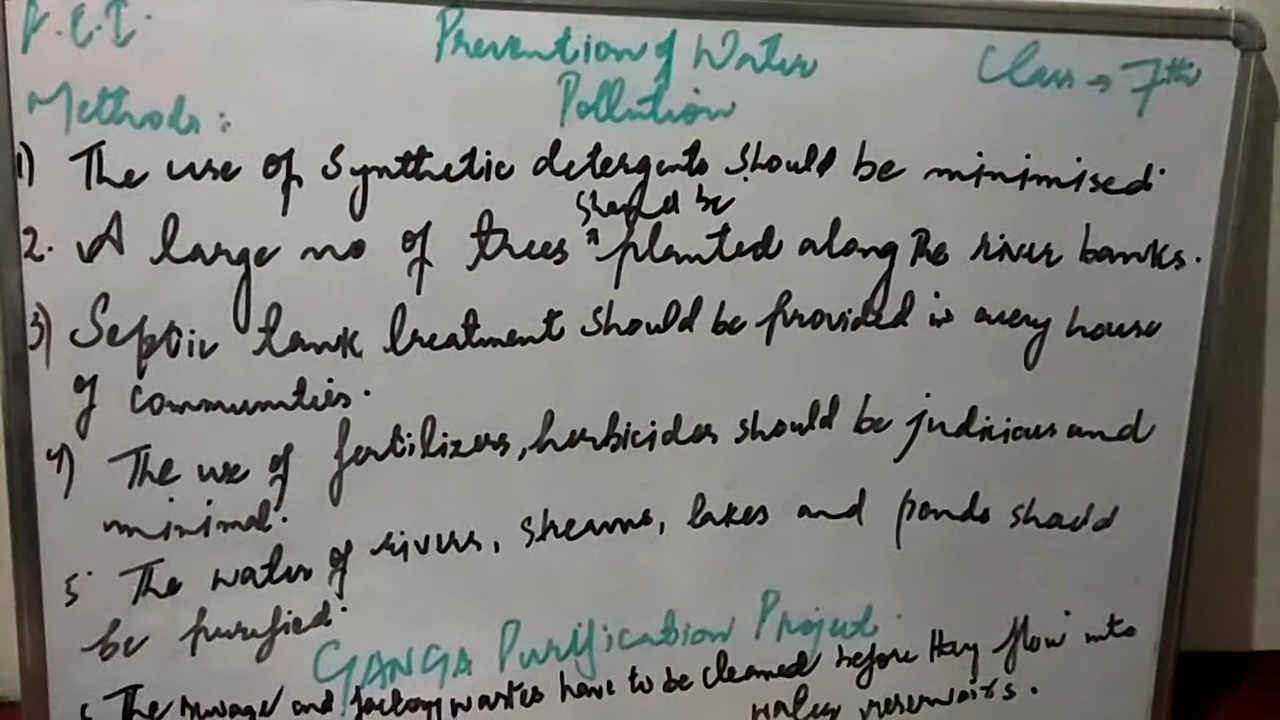 P.E.I.
Prevention of Water
Class → 7th
Pollution
Methods:
1) The use of Synthetic detergents should be minimised.
should be
2. A large no of trees ^ planted along the river banks.
3) Septic tank treatment should be provided in every house
of communities.
4) The use of fertilizers, herbicides should be judicious and
minimal.
5. The water of rivers, streams, lakes and ponds should
be purified.
GANGA Purification Project.
6 The sewage and factory wastes have to be cleaned before they flow into
water reservoirs.